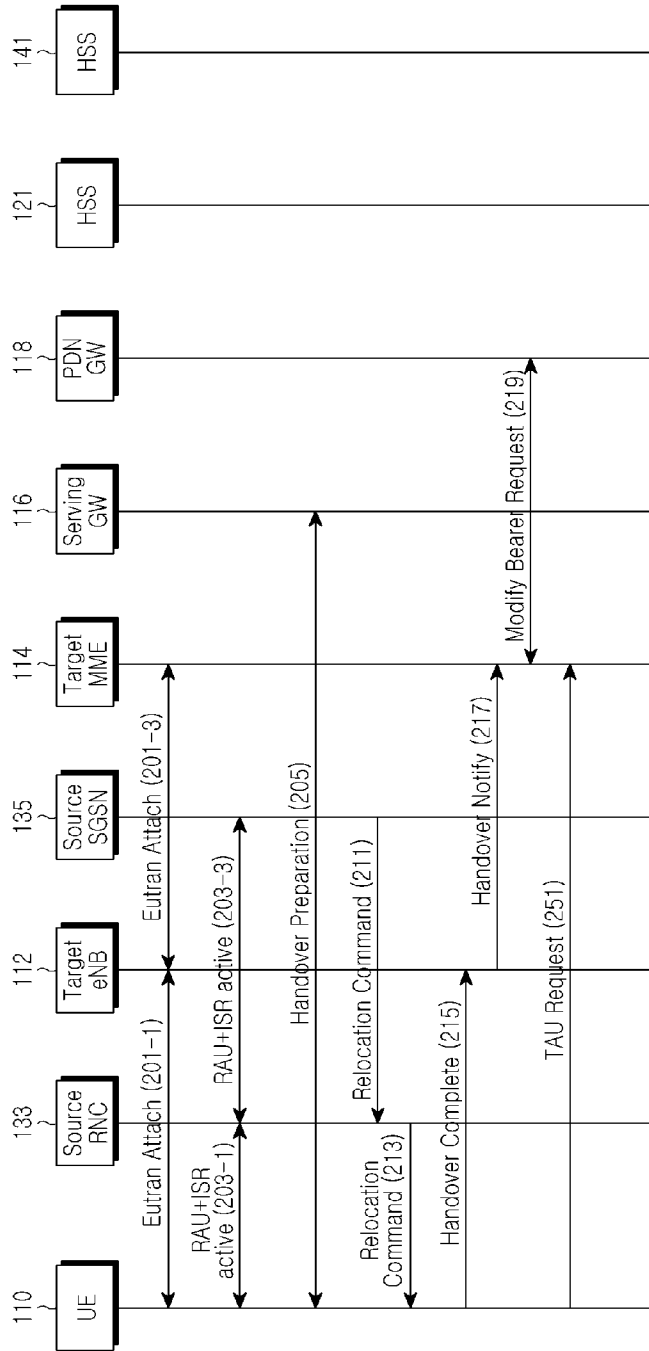 110
UE
133
Source
RNC
112
Target
eNB
135
Source
SGSN
114
Target
MME
116
Serving
GW
118
PDN
GW
121
HSS
141
HSS
Eutran Attach (201-1)
Eutran Attach (201-3)
RAU+ISR
active (203-1)
RAU+ISR active (203-3)
Handover Preparation (205)
Relocation Command (211)
Relocation
Command (213)
Handover Complete (215)
Handover Notify (217)
Modify Bearer Request (219)
TAU Request (251)